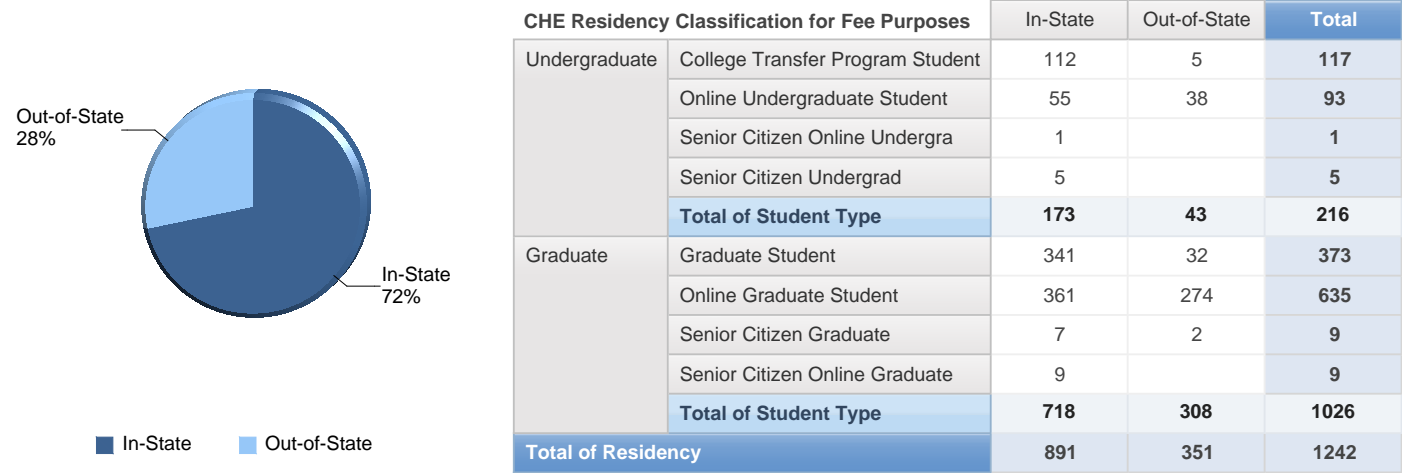 Out-of-State
28%
In-State
72%
In-State Out-of-State
CHE Residency Classification for Fee Purposes In-State Out-of-State Total
Undergraduate College Transfer Program Student 112 5 117
Online Undergraduate Student 55 38 93
Senior Citizen Online Undergra 1 1
Senior Citizen Undergrad 5 5
Total of Student Type 173 43 216
Graduate Graduate Student 341 32 373
Online Graduate Student 361 274 635
Senior Citizen Graduate 7 2 9
Senior Citizen Online Graduate 9 9
Total of Student Type 718 308 1026
Total of Residency 891 351 1242